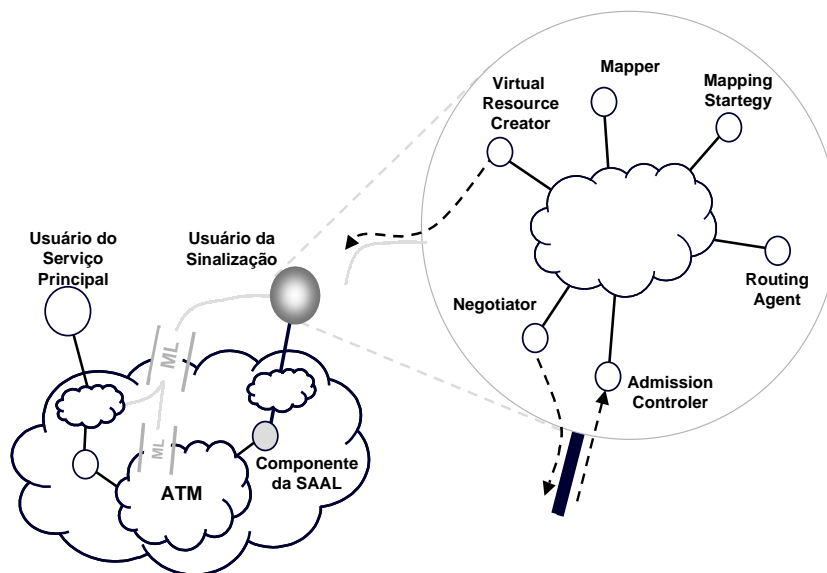 Mapper
Virtual
Resource
Creator
Mapping
Startegy
Usuário do
Serviço
Principal
Usuário da
Sinalização
Routing
Agent
Negotiator
ML
Admission
Controler
ML
Componente
da SAAL
ATM